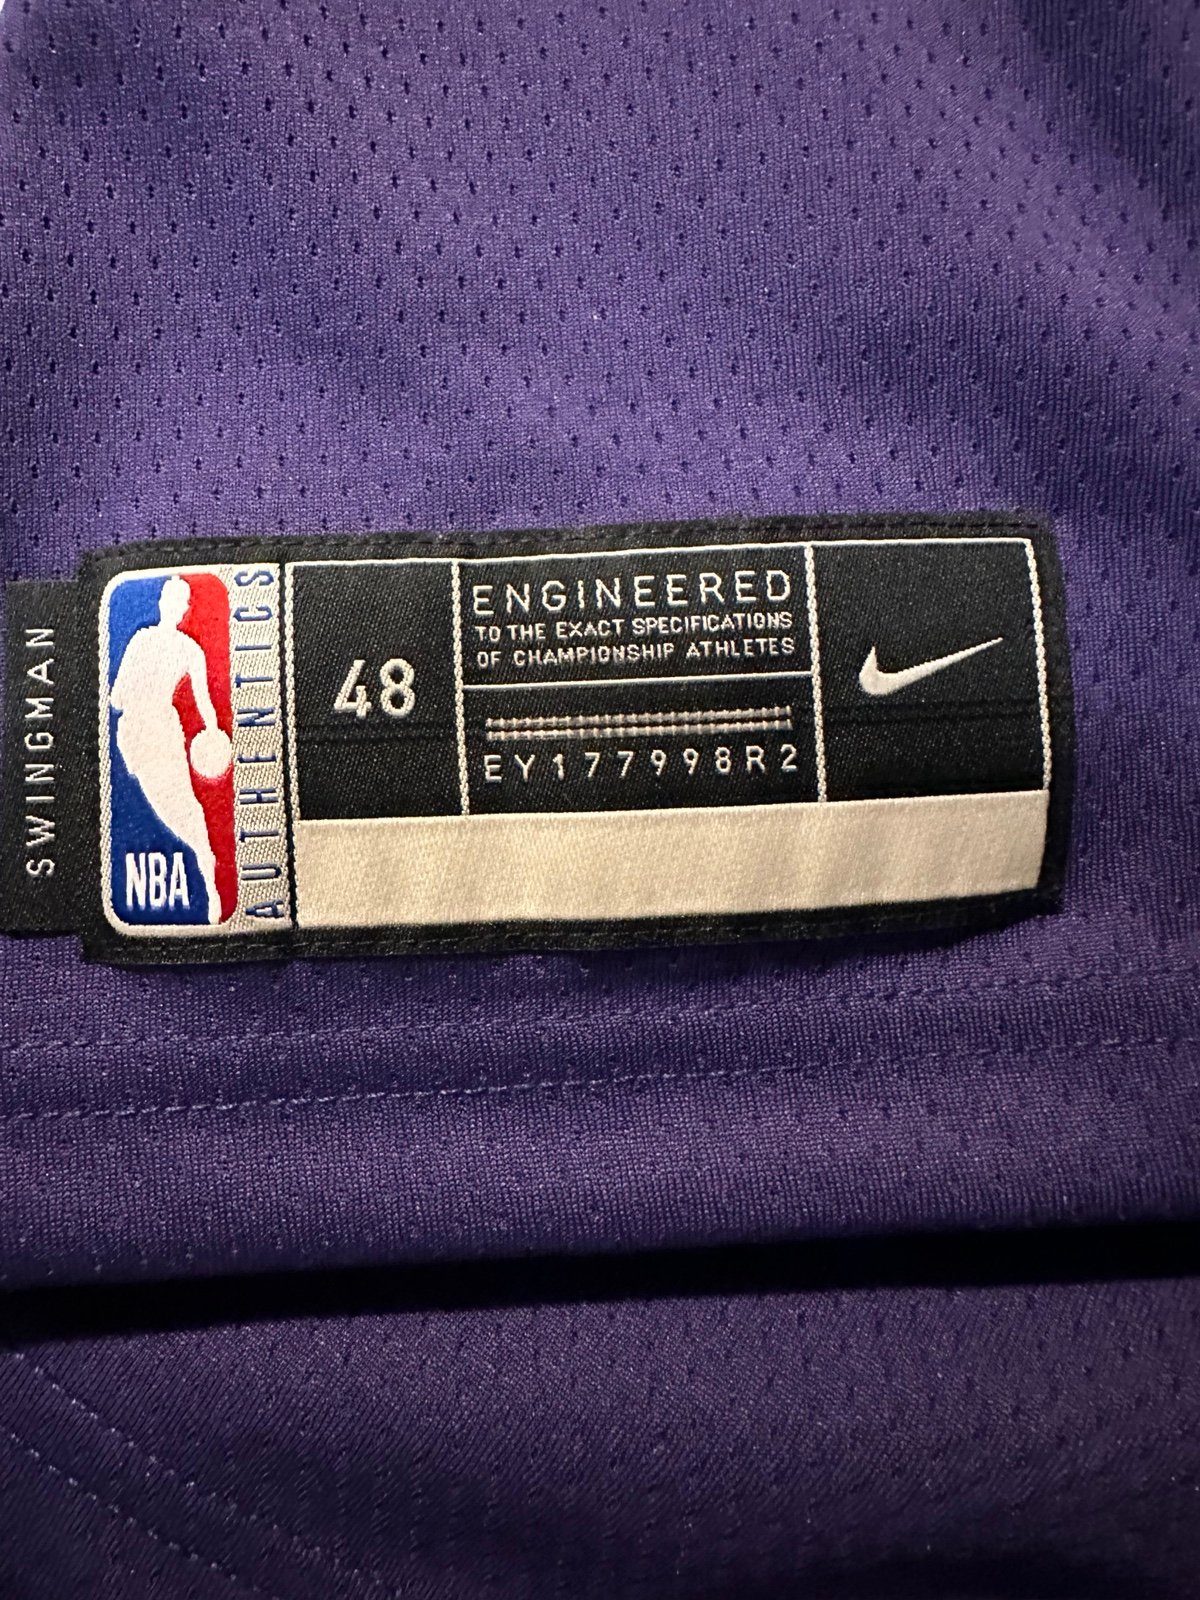 SWINGMAN
NBA
AUTHENTICS
48
ENGINEERED
TO THE EXACT SPECIFICATIONS
OF CHAMPIONSHIP ATHLETES
EY177998R2